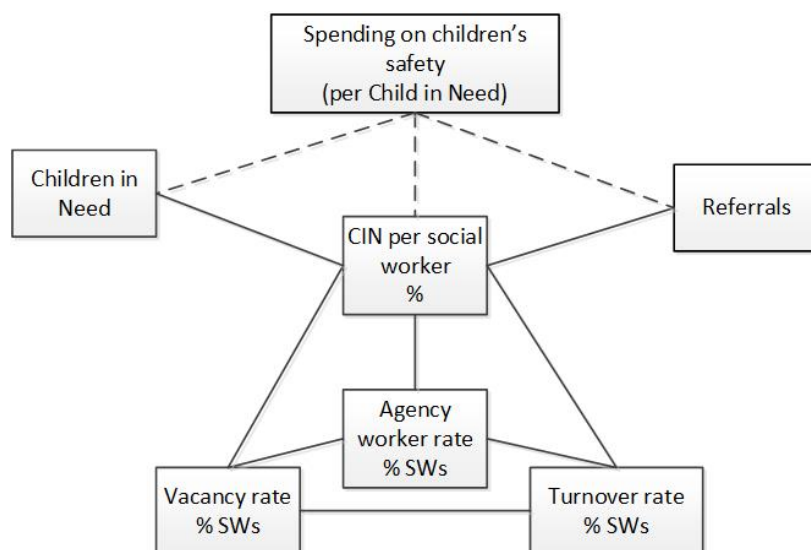 Spending on children's
safety
(per Child in Need)
Children in
Need
Referrals
CIN per social
worker
%
Agency
worker rate
% SWs
Vacancy rate
% SWs
Turnover rate
% SWs